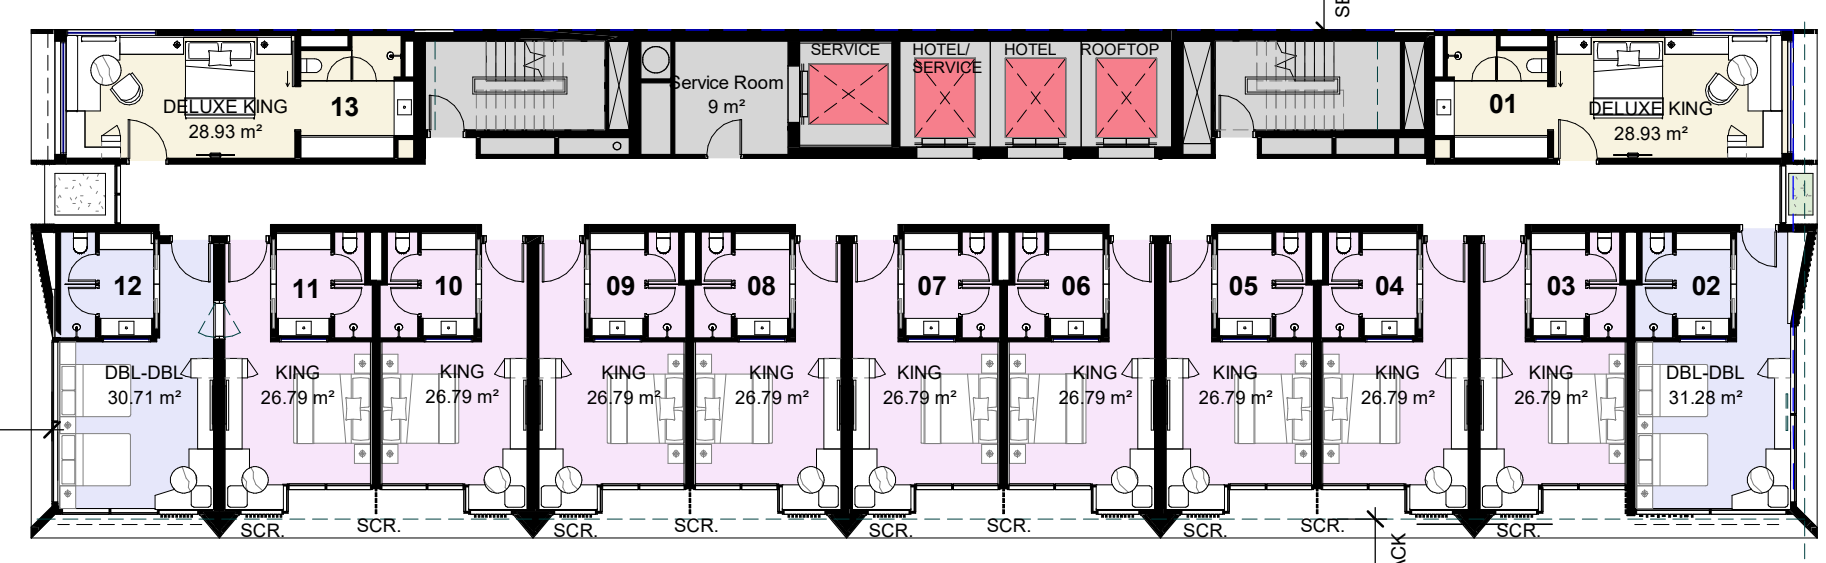 SE
SERVICE
HOTEL/
SERVICE
HOTEL
ROOFTOP
Service Room
9 m²
DELUXE KING
28.93 m²
13
01
DELUXE KING
28.93 m²
12
11
10
09
08
07
06
05
04
03
02
DBL-DBL
30.71 m²
KING
26.79 m²
KING
26.79 m²
KING
26.79 m²
KING
26.79 m²
KING
26.79 m²
KING
26.79 m²
KING
26.79 m²
KING
26.79 m²
KING
26.79 m²
DBL-DBL
31.28 m²
SCR.
SCR.
SCR.
SCR.
SCR.
SCR.
SCR.
SCR.
SCR.
ACK